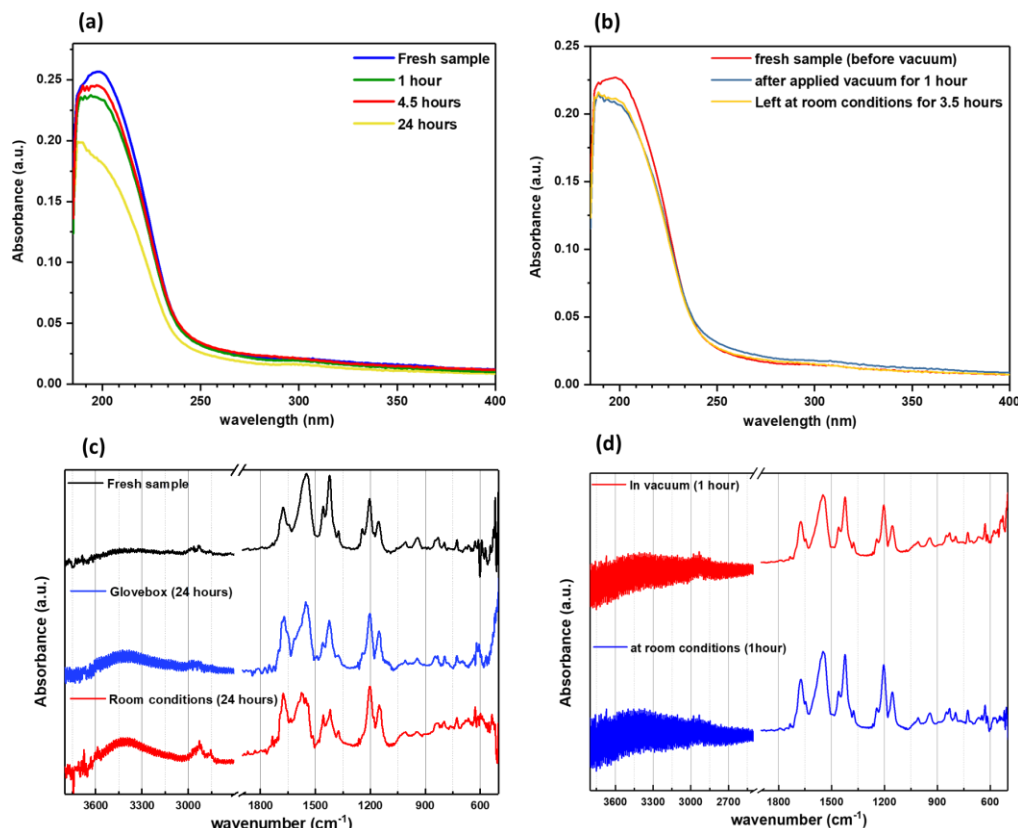 (a)
Fresh sample
1 hour
4.5 hours
24 hours
0.25
0.20
0.15
0.10
0.05
0.00
Absorbance (a.u.)
200 250 300 350 400
wavelength (nm)
(b)
fresh sample (before vacuum)
after applied vacuum for 1 hour
Left at room conditions for 3.5 hours
0.25
0.20
0.15
0.10
0.05
0.00
Absorbance (a.u.)
200 250 300 350 400
wavelength (nm)
(c)
Fresh sample
Glovebox (24 hours)
Room conditions (24 hours)
Absorbance (a.u.)
3600 3300 3000 1800 1500 1200 900 600
wavenumber (cm-1)
(d)
In vacuum (1 hour)
at room conditions (1hour)
Absorbance (a.u.)
3600 3300 3000 2700 1800 1500 1200 900 600
wavenumber (cm-1)